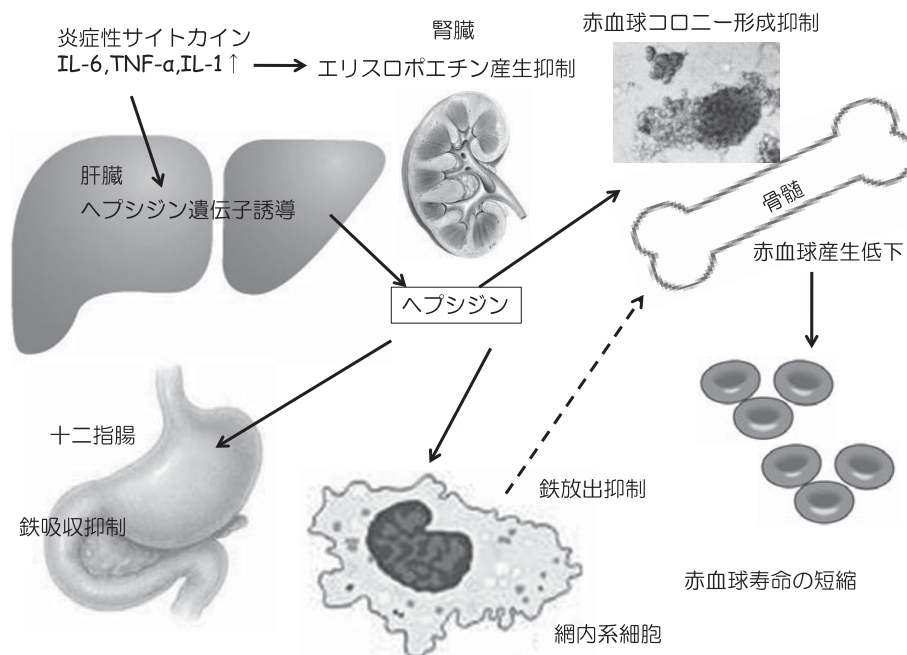 炎症性サイトカイン
IL-6,TNF-α,IL-1↑
腎臓
エリスロポエチン産生抑制
赤血球コロニー形成抑制
肝臓
ヘプシジン遺伝子誘導
骨髄
赤血球産生低下
ヘプシジン
十二指腸
鉄吸収抑制
鉄放出抑制
網内系細胞
赤血球寿命の短縮